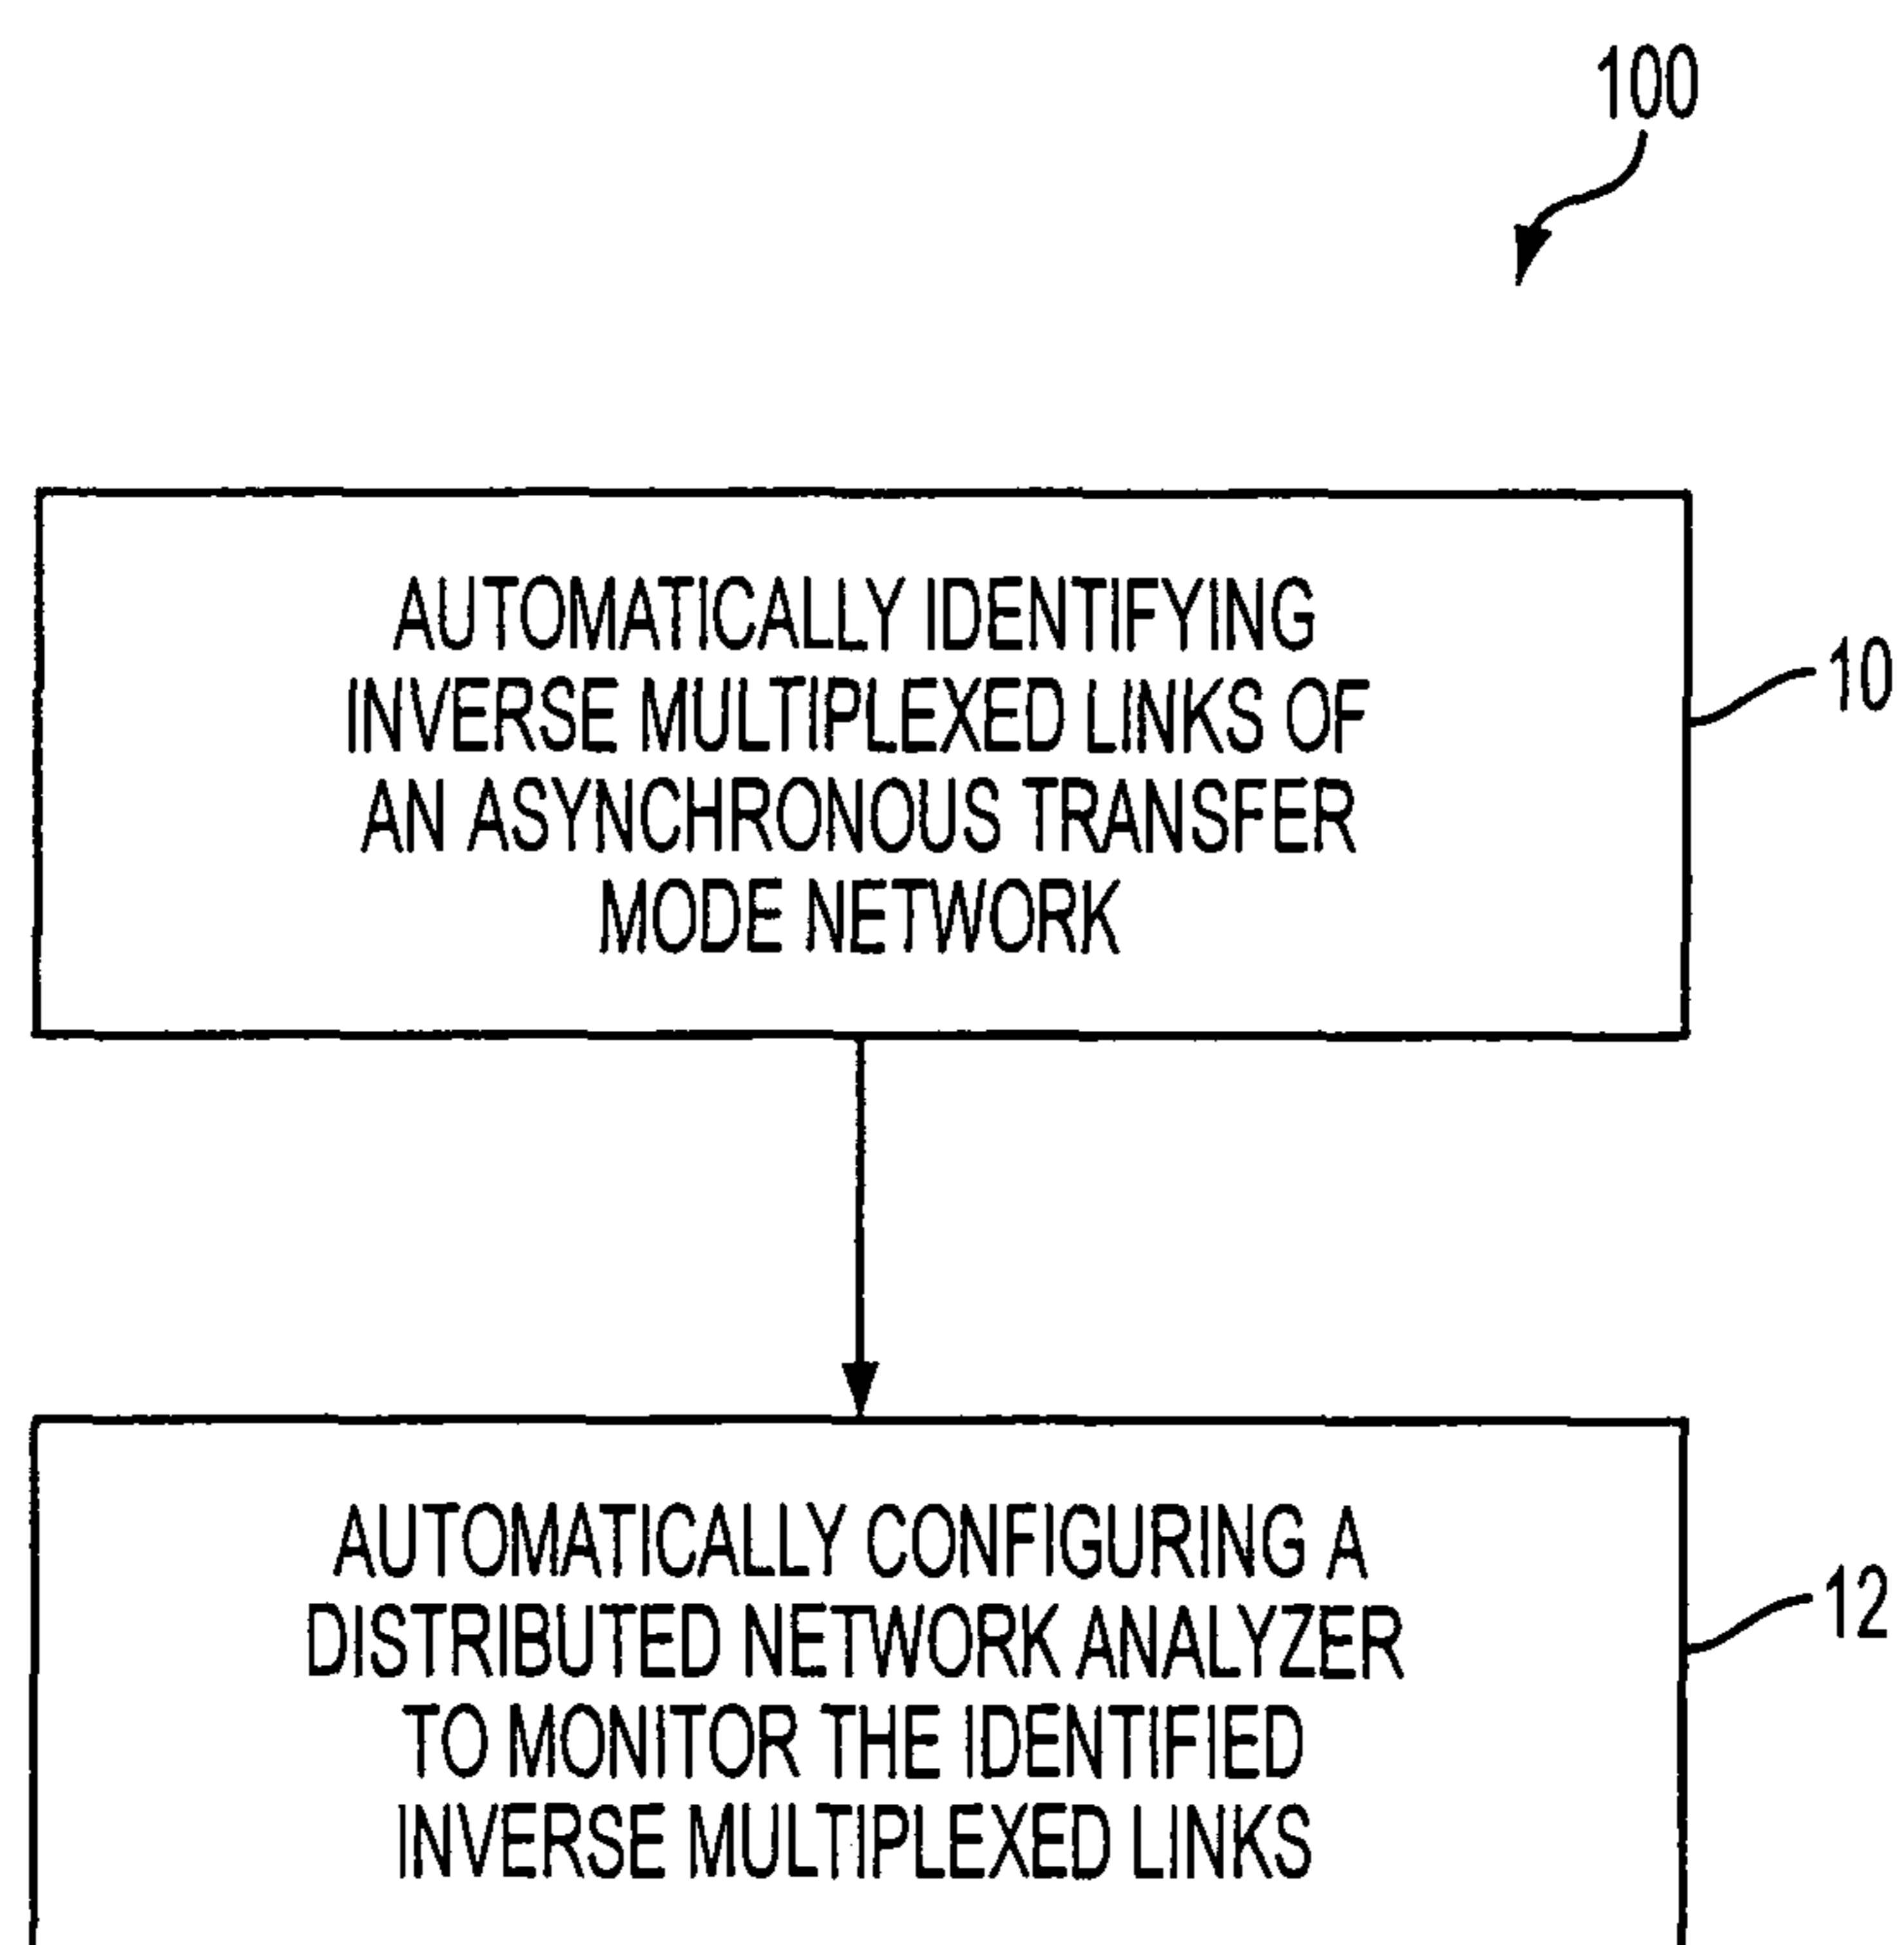 100
AUTOMATICALLY IDENTIFYING
INVERSE MULTIPLEXED LINKS OF
AN ASYNCHRONOUS TRANSFER
MODE NETWORK
10
AUTOMATICALLY CONFIGURING A
DISTRIBUTED NETWORK ANALYZER
TO MONITOR THE IDENTIFIED
INVERSE MULTIPLEXED LINKS
12